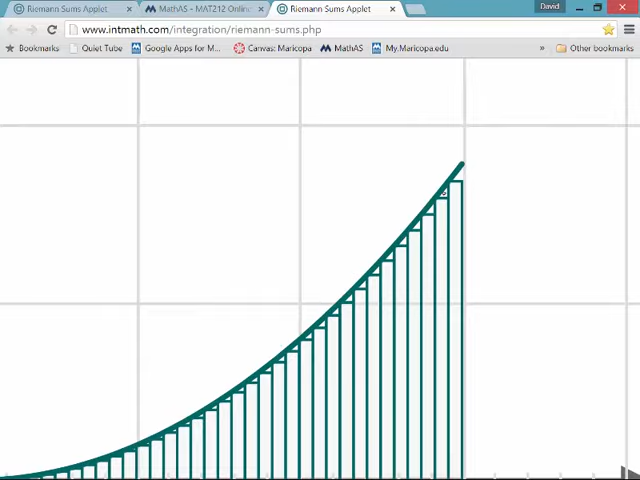 Riemann Sums Applet
MathAS - MAT212 Online
Riemann Sums Applet
David
www.intmath.com/integration/riemann-sums.php
Bookmarks
Quiet Tube
Google Apps for M...
Canvas: Maricopa
MathAS
My.Maricopa.edu
»
Other bookmarks